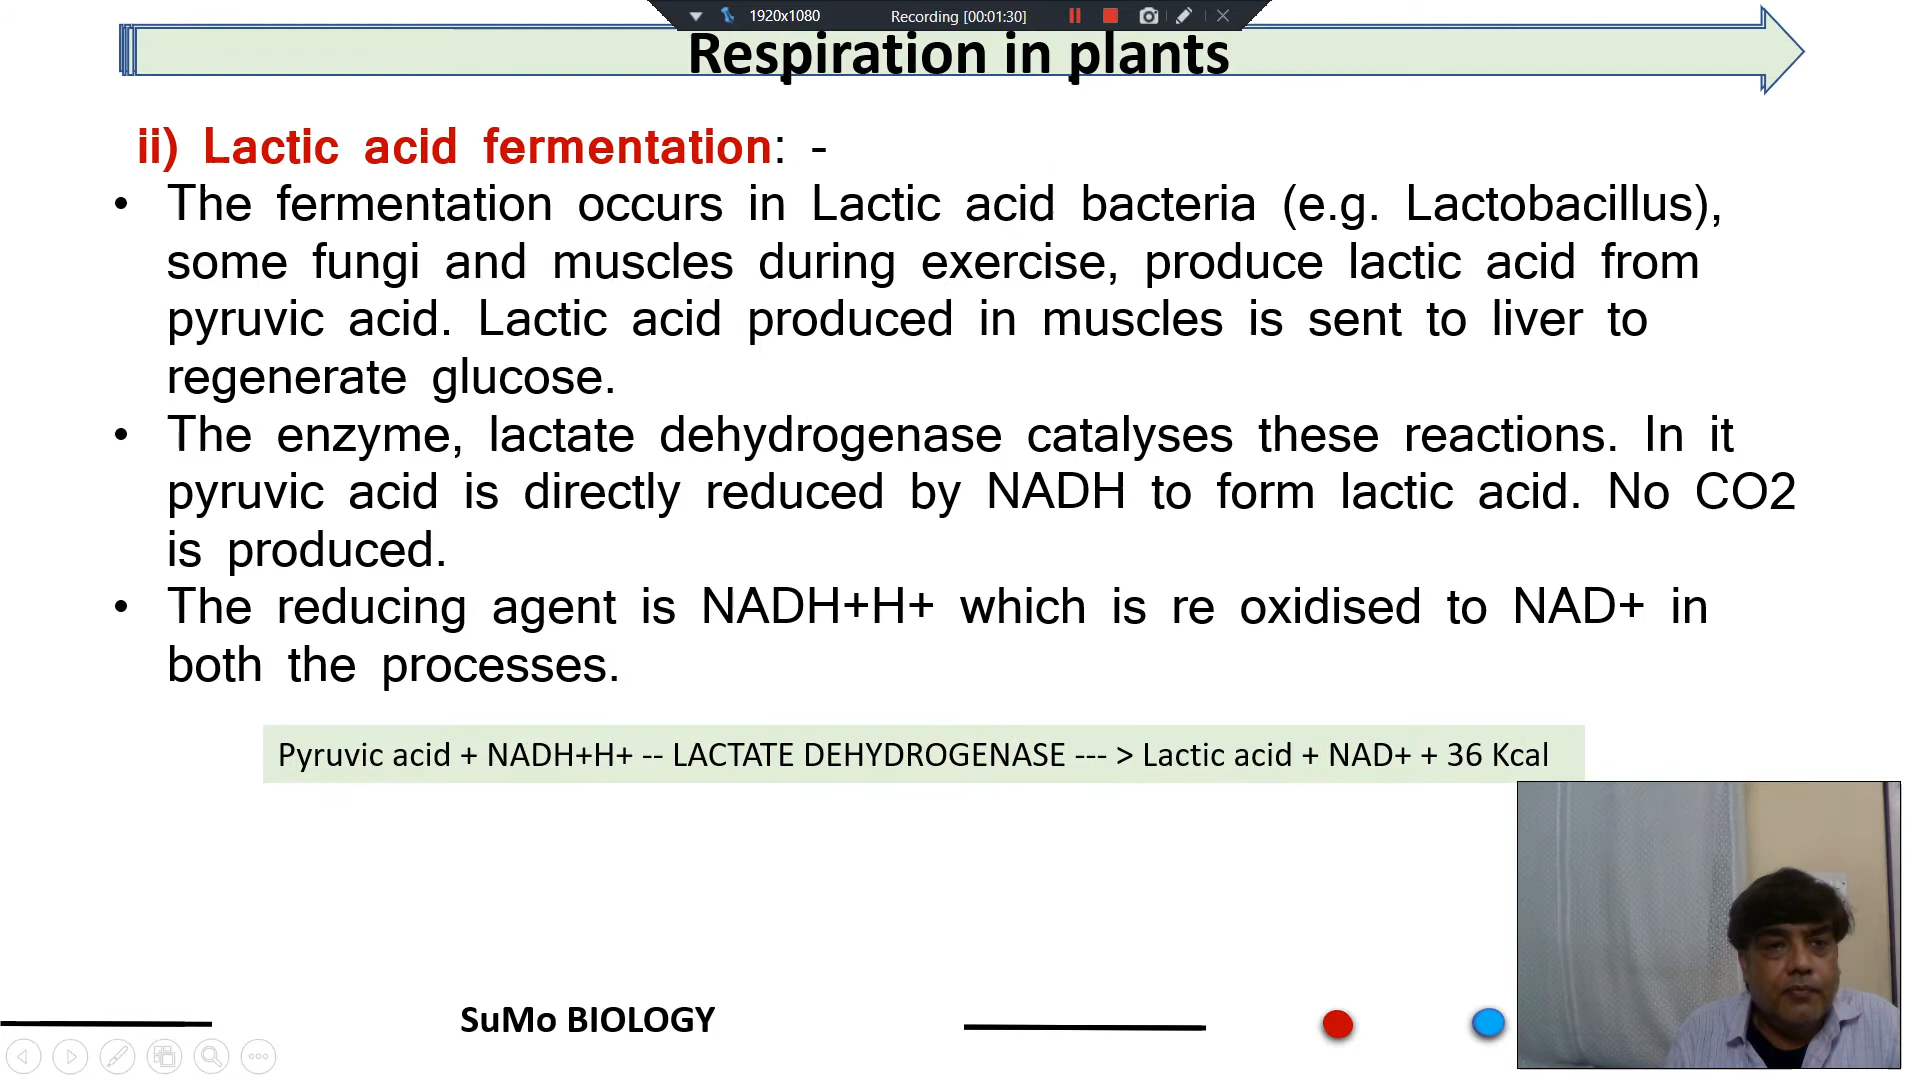 1920x1080 Recording [00:01:30]
Respiration in plants
ii) Lactic acid fermentation: -
• The fermentation occurs in Lactic acid bacteria (e.g. Lactobacillus),
some fungi and muscles during exercise, produce lactic acid from
pyruvic acid. Lactic acid produced in muscles is sent to liver to
regenerate glucose.
• The enzyme, lactate dehydrogenase catalyses these reactions. In it
pyruvic acid is directly reduced by NADH to form lactic acid. No CO2
is produced.
• The reducing agent is NADH+H+ which is re oxidised to NAD+ in
both the processes.
Pyruvic acid + NADH+H+ -- LACTATE DEHYDROGENASE --- > Lactic acid + NAD+ + 36 Kcal
SuMo BIOLOGY